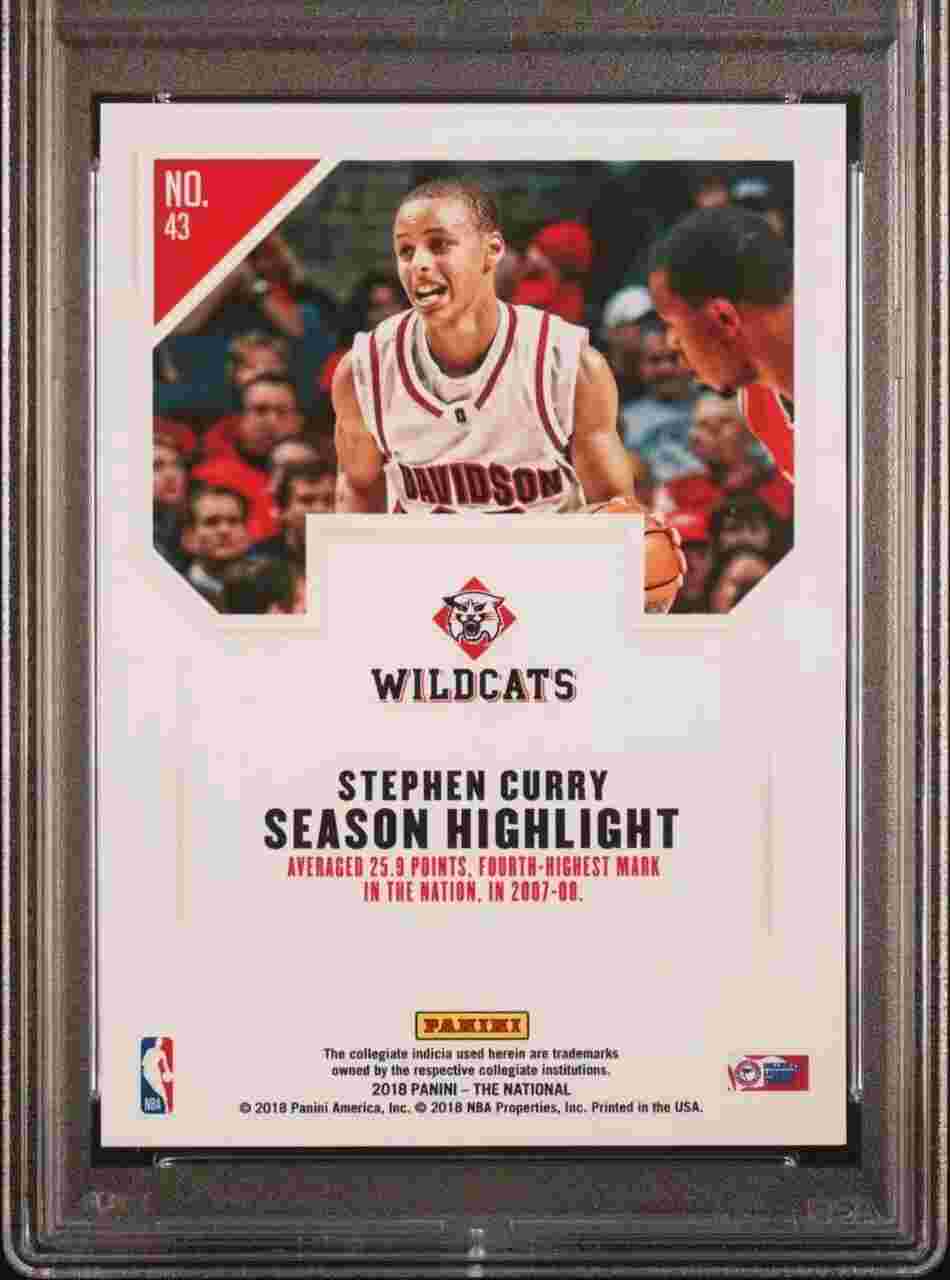 NO.
43
DAVIDSON
WILDCATS
STEPHEN CURRY
SEASON HIGHLIGHT
AVERAGED 25.9 POINTS, FOURTH-HIGHEST MARK
IN THE NATION, IN 2007-08.
PANINI
The collegiate indicia used herein are trademarks
owned by the respective collegiate institutions.
2018 PANINI – THE NATIONAL
© 2018 Panini America, Inc. © 2018 NBA Properties, Inc. Printed in the USA.
NBA